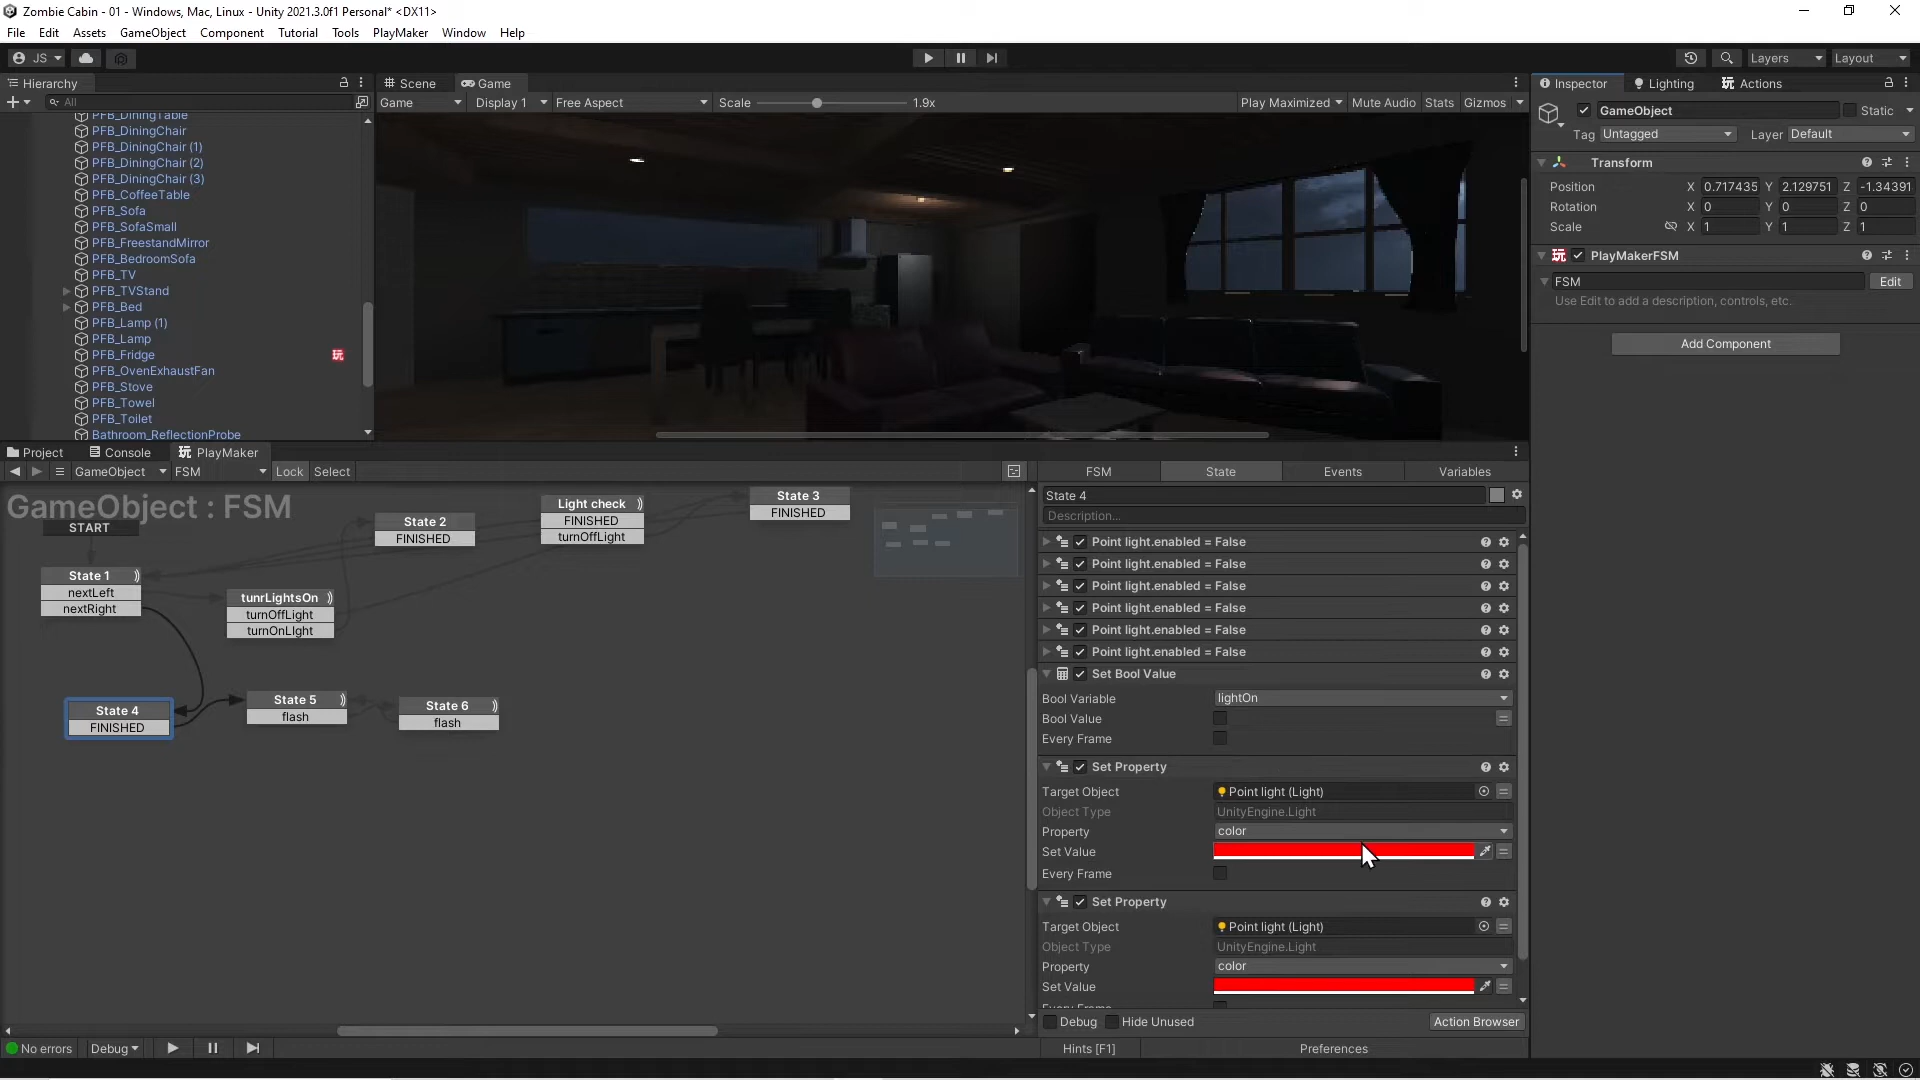 Zombie Cabin - 01 - Windows, Mac, Linux - Unity 2021.3.0f1 Personal* <DX11>
File Edit Assets GameObject Component Tutorial Tools PlayMaker Window Help
JS Layers Layout
Hierarchy
All
PFB_DiningTable
PFB_DiningChair
PFB_DiningChair (1)
PFB_DiningChair (2)
PFB_DiningChair (3)
PFB_CoffeeTable
PFB_Sofa
PFB_SofaSmall
PFB_FreestandMirror
PFB_BedroomSofa
PFB_TV
PFB_TVStand
PFB_Bed
PFB_Lamp (1)
PFB_Lamp
PFB_Fridge
PFB_OvenExhaustFan
PFB_Stove
PFB_Towel
PFB_Toilet
Bathroom_ReflectionProbe
Scene Game
Game Display 1 Free Aspect Scale 1.9x Play Maximized Mute Audio Stats Gizmos
Inspector Lighting Actions
GameObject Static
Tag Untagged Layer Default
Transform
Position X 0.717435 Y 2.129751 Z -1.34391
Rotation X 0 Y 0 Z 0
Scale X 1 Y 1 Z 1
PlayMakerFSM
FSM Edit
Use Edit to add a description, controls, etc.
Add Component
Project Console PlayMaker
GameObject FSM Lock Select
GameObject : FSM
START
State 1
nextLeft
nextRight
State 2
FINISHED
Light check
FINISHED
turnOffLight
State 3
FINISHED
tunrLightsOn
turnOffLight
turnOnLIght
State 4
FINISHED
State 5
flash
State 6
flash
FSM State Events Variables
State 4
Description...
Point light.enabled = False
Point light.enabled = False
Point light.enabled = False
Point light.enabled = False
Point light.enabled = False
Point light.enabled = False
Set Bool Value
Bool Variable lightOn
Bool Value
Every Frame
Set Property
Target Object Point light (Light)
Object Type UnityEngine.Light
Property color
Set Value
Every Frame
Set Property
Target Object Point light (Light)
Object Type UnityEngine.Light
Property color
Set Value
Every Frame
Debug Hide Unused Action Browser
No errors Debug Hints [F1] Preferences